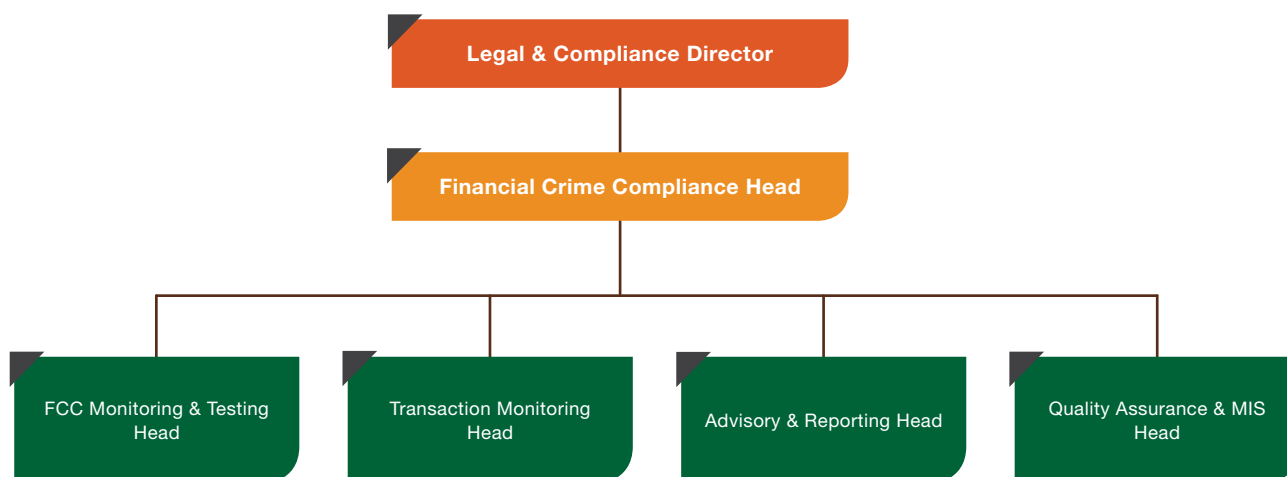 Legal & Compliance Director
Financial Crime Compliance Head
FCC Monitoring & Testing
Head
Transaction Monitoring
Head
Advisory & Reporting Head
Quality Assurance & MIS
Head